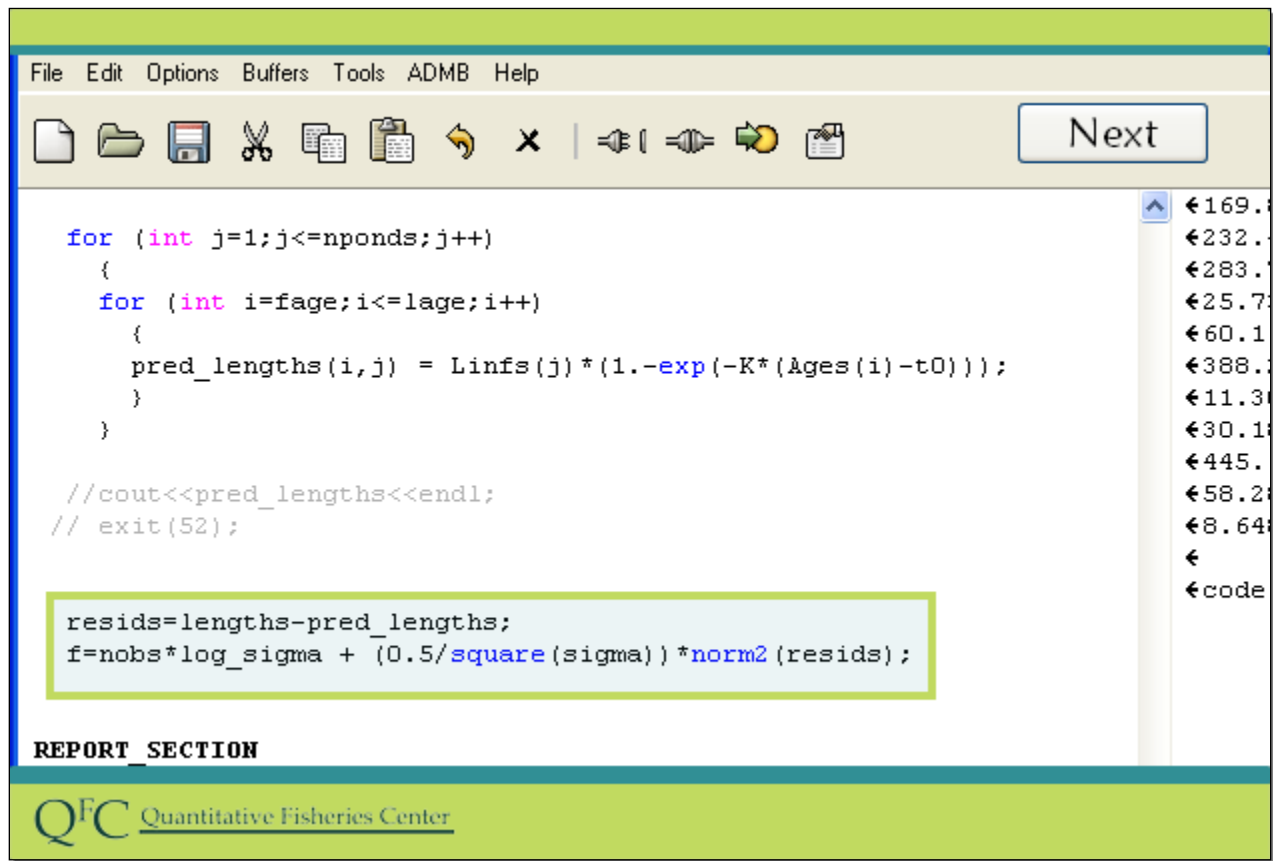 File Edit Options Buffers Tools ADMB Help
Next
for (int j=1;j<=nponds;j++)
{
for (int i=fage;i<=lage;i++)
{
pred_lengths(i,j) = Linfs(j)*(1.-exp(-K*(Ages(i)-t0)));
}
}
//cout<<pred_lengths<<endl;
// exit(52);
resids=lengths-pred_lengths;
f=nobs*log_sigma + (0.5/square(sigma))*norm2(resids);
REPORT_SECTION
€169.
€232.
€283.
€25.7
€60.1
€388.
€11.3
€30.1
€445.
€58.2
€8.64
€
€code
QFC Quantitative Fisheries Center